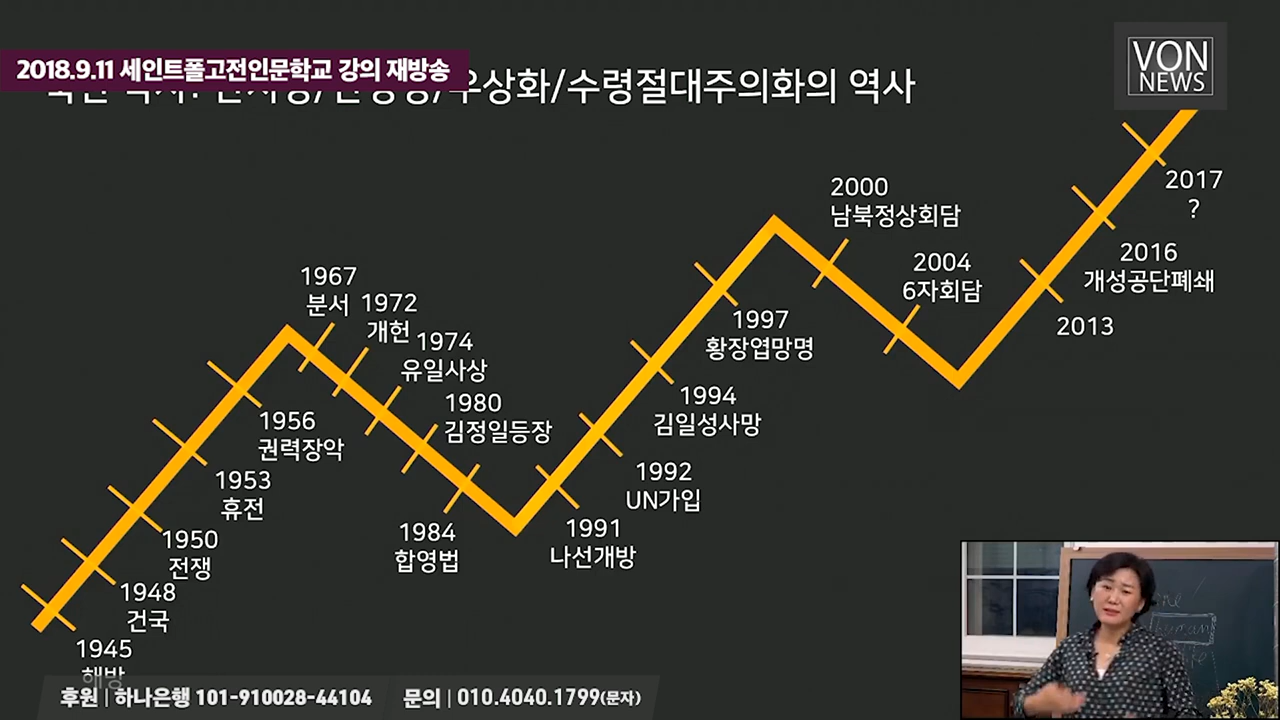 2018.9.11 세인트폴고전인문학교 강의 재방송
우상화/수령절대주의화의 역사
VON
NEWS
2017
?
2000
남북정상회담
2016
개성공단폐쇄
2004
6자회담
1967
분서
1972
개헌
2013
1997
황장엽망명
1974
유일사상
1994
김일성사망
1980
김정일등장
1956
권력장악
1992
UN가입
1953
휴전
1984
합영법
1991
나선개방
1950
전쟁
1948
건국
1945
해방
후원 | 하나은행 101-910028-44104 문의 | 010.4040.1799(문자)